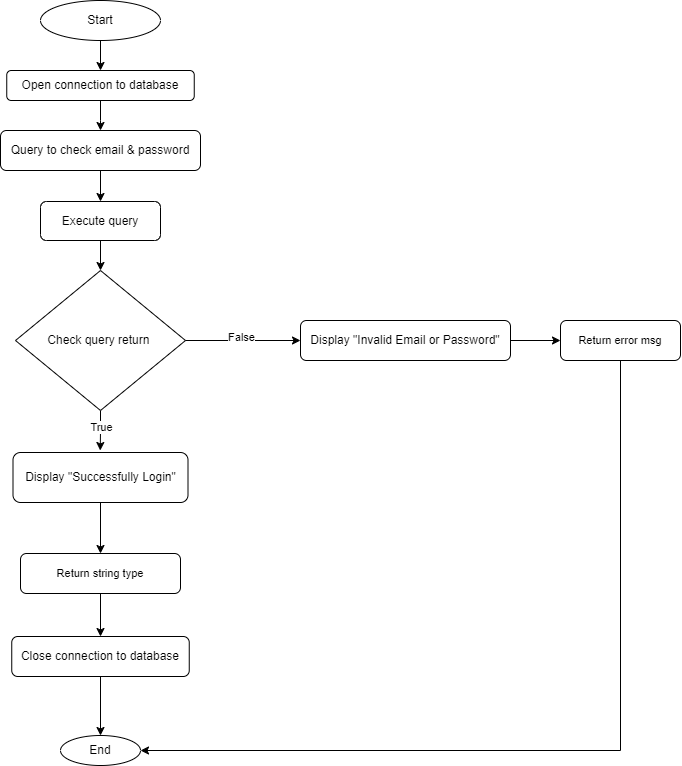 Start
Open connection to database
Query to check email & password
Execute query
Check query return
False
Display "Invalid Email or Password"
Return error msg
True
Display "Successfully Login"
Return string type
Close connection to database
End